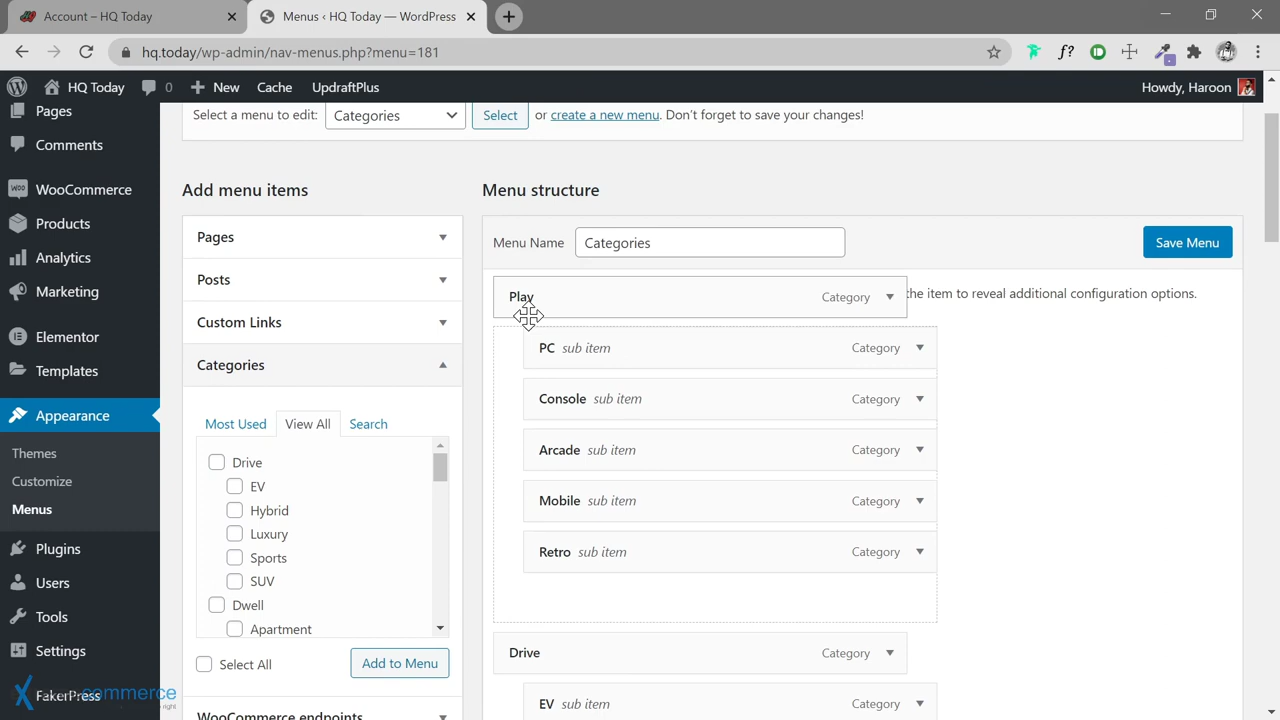 Account – HQ Today
Menus ‹ HQ Today — WordPress
hq.today/wp-admin/nav-menus.php?menu=181
f?
HQ Today
0
New
Cache
UpdraftPlus
Howdy, Haroon
Pages
Comments
WooCommerce
Products
Analytics
Marketing
Elementor
Templates
Appearance
Themes
Customize
Menus
Plugins
Users
Tools
Settings
FakerPress
commerce
Select a menu to edit: Categories Select or create a new menu. Don’t forget to save your changes!
Add menu items
Pages
Posts
Custom Links
Categories
Most Used View All Search
Drive
EV
Hybrid
Luxury
Sports
SUV
Dwell
Apartment
Select All Add to Menu
WooCommerce endpoints
Menu structure
Menu Name Categories Save Menu
the item to reveal additional configuration options.
Play Category
PC sub item Category
Console sub item Category
Arcade sub item Category
Mobile sub item Category
Retro sub item Category
Drive Category
EV sub item Category